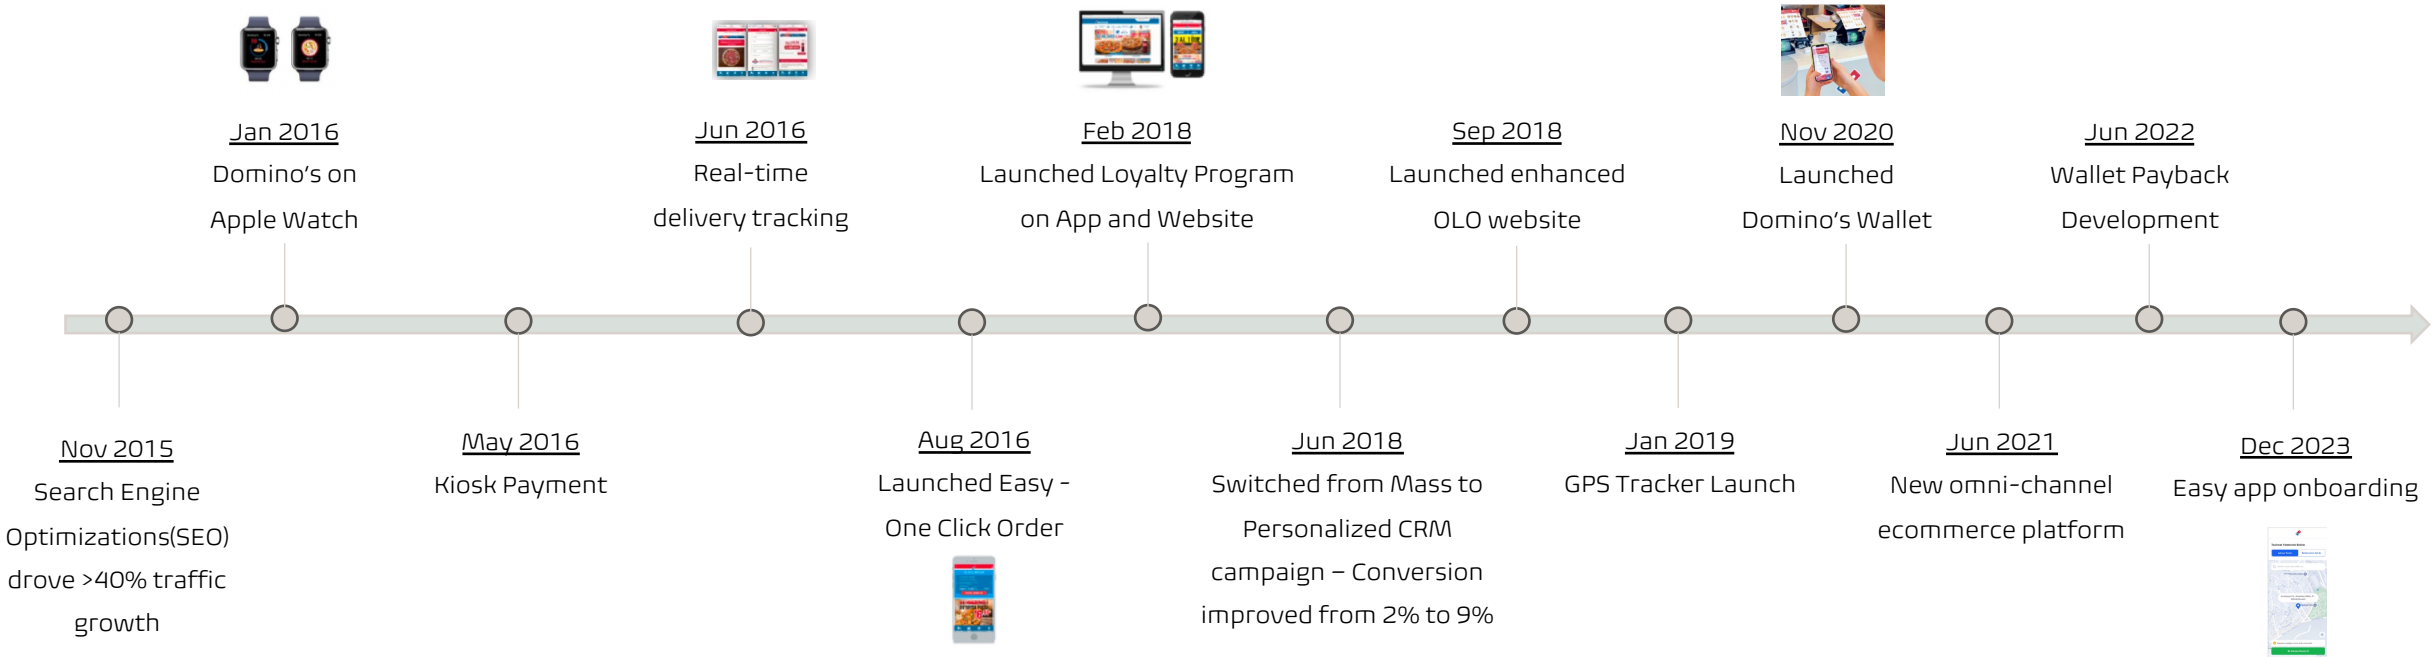 Jan 2016
Domino's on
Apple Watch
Jun 2016
Real-time
delivery tracking
Feb 2018
Launched Loyalty Program
on App and Website
Sep 2018
Launched enhanced
OLO website
Nov 2020
Launched
Domino's Wallet
Jun 2022
Wallet Payback
Development
Nov 2015
Search Engine
Optimizations(SEO)
drove >40% traffic
growth
May 2016
Kiosk Payment
Aug 2016
Launched Easy -
One Click Order
Jun 2018
Switched from Mass to
Personalized CRM
campaign – Conversion
improved from 2% to 9%
Jan 2019
GPS Tracker Launch
Jun 2021
New omni-channel
ecommerce platform
Dec 2023
Easy app onboarding